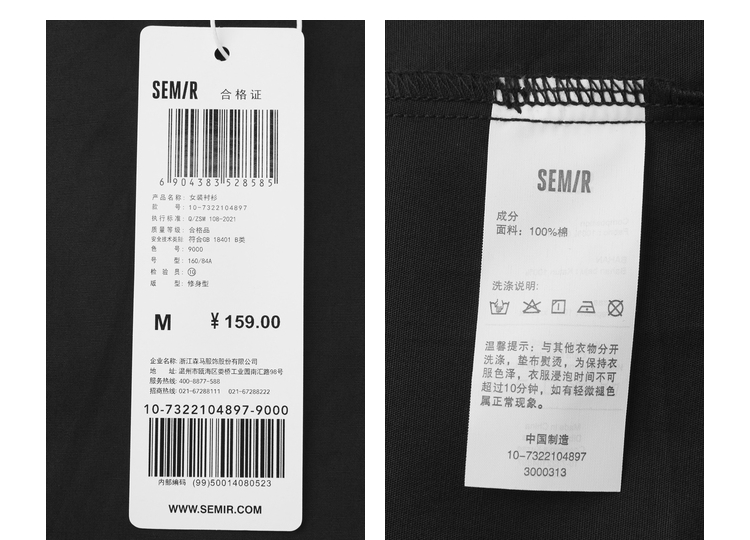 SEMIR 合格证
6 904383 528585
产品名称: 女装衬衫
款 号: 10-7322104897
执行标准: Q/ZSW 10B-2021
质量等级: 合格品
安全技术类别 符合GB 18401 B类
色 号: 9000
号 型: 160/84A
检 验 员:
版 型: 修身型
M ¥ 159.00
企业名称: 浙江森马服饰股份有限公司
地 址: 温州市瓯海区娄桥工业园南汇路98号
服务热线: 400-8877-588
招商热线: 021-67288111 021-67288222
10-7322104897-9000
内部编码 (99)50014080523
WWW.SEMIR.COM
SEMIR
成分
面料: 100%棉
洗涤说明:
温馨提示: 与其他衣物分开
洗涤, 垫布熨烫, 为保持衣
服色泽, 衣服浸泡时间不可
超过10分钟, 如有轻微褪色
属正常现象。
中国制造
10-7322104897
3000313